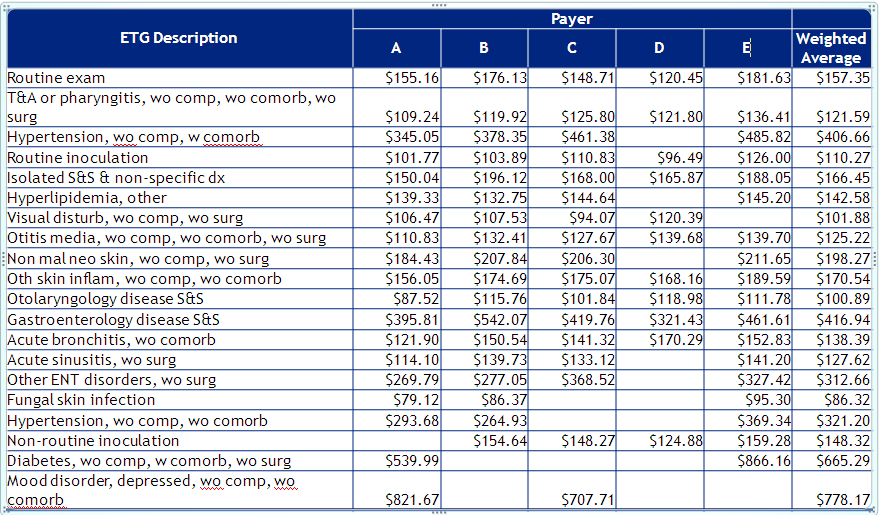 ETG Description
Payer
A B C D E Weighted
Average
Routine exam $155.16 $176.13 $148.71 $120.45 $181.63 $157.35
T&A or pharyngitis, wo comp, wo comorb, wo
surg $109.24 $119.92 $125.80 $121.80 $136.41 $121.59
Hypertension, wo comp, w comorb $345.05 $378.35 $461.38 $485.82 $406.66
Routine inoculation $101.77 $103.89 $110.83 $96.49 $126.00 $110.27
Isolated S&S & non-specific dx $150.04 $196.12 $168.00 $165.87 $188.05 $166.45
Hyperlipidemia, other $139.33 $132.75 $144.64 $145.20 $142.58
Visual disturb, wo comp, wo surg $106.47 $107.53 $94.07 $120.39 $101.88
Otitis media, wo comp, wo comorb, wo surg $110.83 $132.41 $127.67 $139.68 $139.70 $125.22
Non mal neo skin, wo comp, wo surg $184.43 $207.84 $206.30 $211.65 $198.27
Oth skin inflam, wo comp, wo comorb $156.05 $174.69 $175.07 $168.16 $189.59 $170.54
Otolaryngology disease S&S $87.52 $115.76 $101.84 $118.98 $111.78 $100.89
Gastroenterology disease S&S $395.81 $542.07 $419.76 $321.43 $461.61 $416.94
Acute bronchitis, wo comorb $121.90 $150.54 $141.32 $170.29 $152.83 $138.39
Acute sinusitis, wo surg $114.10 $139.73 $133.12 $141.20 $127.62
Other ENT disorders, wo surg $269.79 $277.05 $368.52 $327.42 $312.66
Fungal skin infection $79.12 $86.37 $95.30 $86.32
Hypertension, wo comp, wo comorb $293.68 $264.93 $369.34 $321.20
Non-routine inoculation $154.64 $148.27 $124.88 $159.28 $148.32
Diabetes, wo comp, w comorb, wo surg $539.99 $866.16 $665.29
Mood disorder, depressed, wo comp, wo
comorb $821.67 $707.71 $778.17